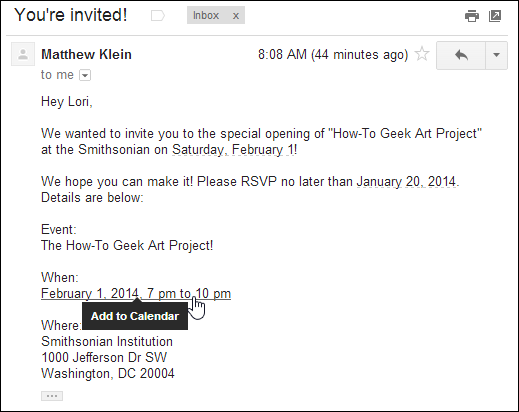 You're invited!
Inbox x
Matthew Klein
8:08 AM (44 minutes ago)
to me
Hey Lori,
We wanted to invite you to the special opening of "How-To Geek Art Project"
at the Smithsonian on Saturday, February 1!
We hope you can make it! Please RSVP no later than January 20, 2014.
Details are below:
Event:
The How-To Geek Art Project!
When:
February 1, 2014, 7 pm to 10 pm
Add to Calendar
Where:
Smithsonian Institution
1000 Jefferson Dr SW
Washington, DC 20004